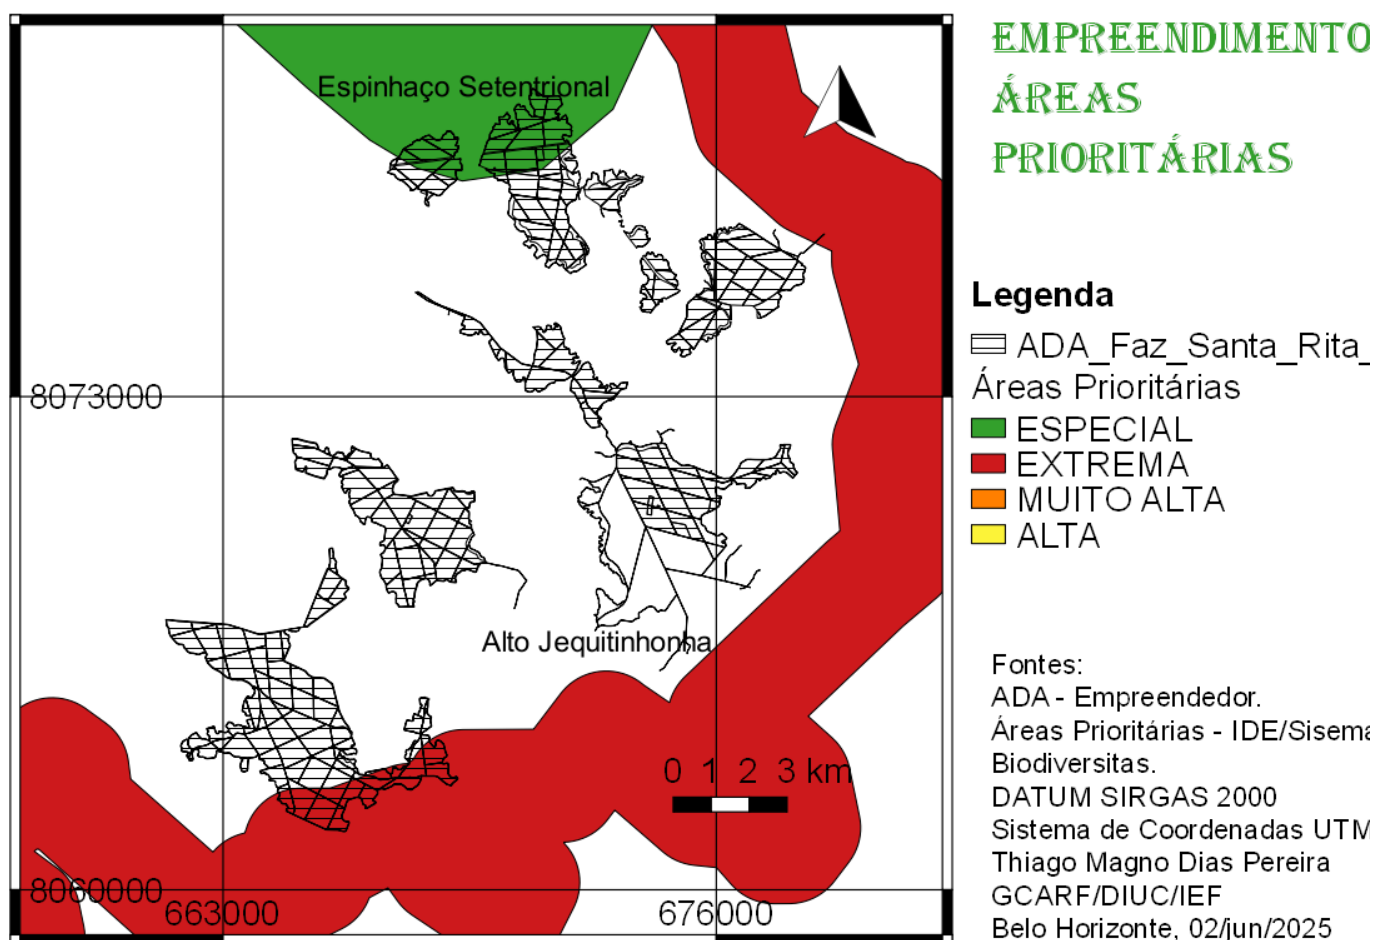 EMPREENDIMENTO
ÁREAS
PRIORITÁRIAS
Espinhaço Setentrional
Legenda
ADA_Faz_Santa_Rita_
Áreas Prioritárias
ESPECIAL
EXTREMA
MUITO ALTA
ALTA
8073000
Alto Jequitinhonha
0 1 2 3 km
8060000
663000
676000
Fontes:
ADA - Empreendedor.
Áreas Prioritárias - IDE/Sisema
Biodiversitas.
DATUM SIRGAS 2000
Sistema de Coordenadas UTM
Thiago Magno Dias Pereira
GCARF/DIUC/IEF
Belo Horizonte, 02/jun/2025